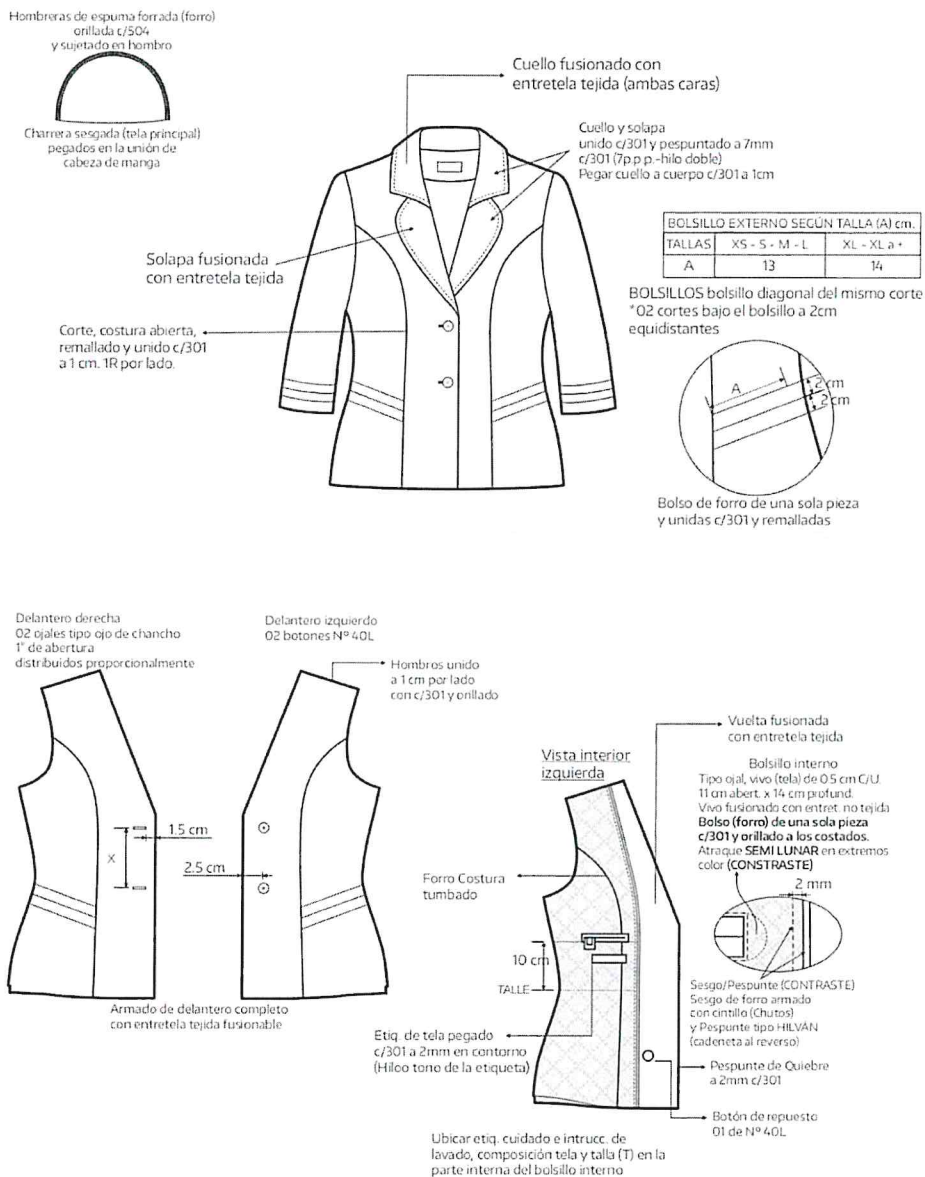 Hombreras de espuma forrada (forro)
orillada c/504
y sujetado en hombro
Charrera sesgada (tela principal)
pegados en la unión de
cabeza de manga
Cuello fusionado con
entretela tejida (ambas caras)
Cuello y solapa
unido c/301 y pespuntado a 7mm
c/301 (7p.p.p.-hilo doble)
Pegar cuello a cuerpo c/301 a 1cm
Solapa fusionada
con entretela tejida
Corte, costura abierta,
remallado y unido c/301
a 1 cm. 1R por lado.
BOLSILLO EXTERNO SEGÚN TALLA (A) cm.
TALLAS XS - S - M - L XL - XL a +
A 13 14
BOLSILLOS bolsillo diagonal del mismo corte
*02 cortes bajo el bolsillo a 2cm
equidistantes
A
2 cm
2 cm
Bolso de forro de una sola pieza
y unidas c/301 y remalladas
Delantero derecha
02 ojales tipo ojo de chancho
1" de abertura
distribuidos proporcionalmente
Delantero izquierdo
02 botones Nº 40L
Hombros unido
a 1 cm por lado
con c/301 y orillado
X
1.5 cm
2.5 cm
Armado de delantero completo
con entretela tejida fusionable
Vista interior
izquierda
Vuelta fusionada
con entretela tejida
Bolsillo interno
Tipo ojal, vivo (tela) de 0.5 cm C/U.
11 cm abert. x 14 cm profund.
Vivo fusionado con entret. no tejida
Bolso (forro) de una sola pieza
c/301 y orillado a los costados.
Atraque SEMI LUNAR en extremos
color (CONSTRASTE)
2 mm
Forro Costura
tumbado
10 cm
TALLE
Sesgo/Pespunte (CONTRASTE)
Sesgo de forro armado
con cintillo (Chutos)
y Pespunte tipo HILVÁN
(cadeneta al reverso)
Etiq. de tela pegado
c/301 a 2mm en contorno
(Hiloo tono de la etiqueta)
Pespunte de Quiebre
a 2mm c/301
Botón de repuesto
01 de Nº 40L
Ubicar etiq. cuidado e intrucc. de
lavado, composición tela y talla (T) en la
parte interna del bolsillo interno